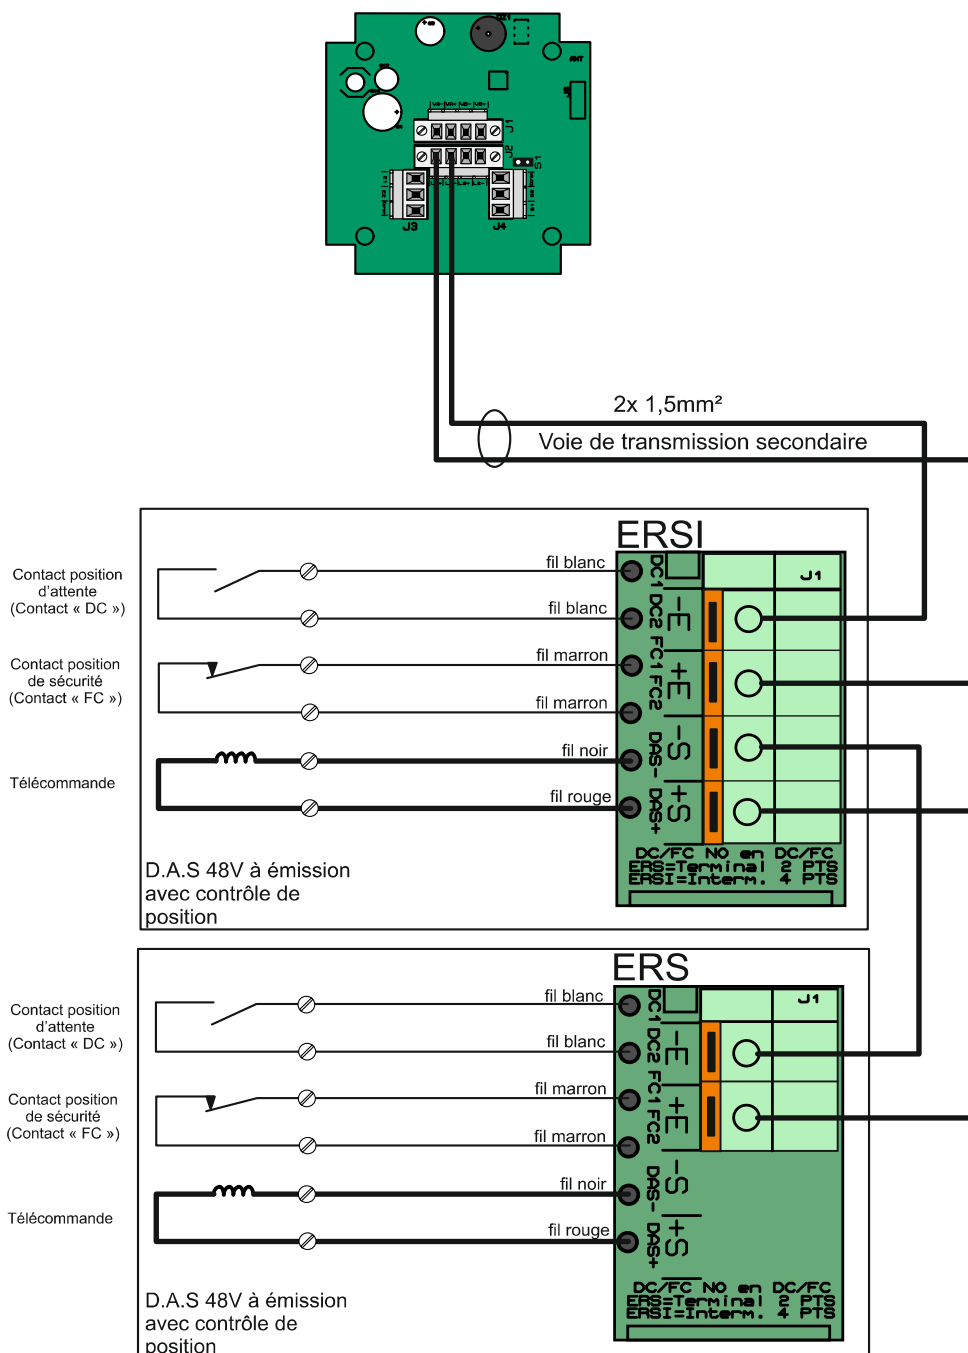 ANT
VA- VA+ VB- VB+
J1
J2
S1
J3
J4
2x 1,5mm²
Voie de transmission secondaire
ERSI
Contact position
d'attente
(Contact « DC »)
fil blanc
fil blanc
Contact position
de sécurité
(Contact « FC »)
fil marron
fil marron
Télécommande
fil noir
fil rouge
DC1
DC2
FC1
FC2
DAS-
DAS+
-E
+E
-S
+S
J1
DC/FC NO en DC/FC
ERS=Terminal 2 PTS
ERSI=Interm. 4 PTS
D.A.S 48V à émission
avec contrôle de
position
ERS
Contact position
d'attente
(Contact « DC »)
fil blanc
fil blanc
Contact position
de sécurité
(Contact « FC »)
fil marron
fil marron
Télécommande
fil noir
fil rouge
DC1
DC2
FC1
FC2
DAS-
DAS+
-E
+E
-S
+S
J1
DC/FC NO en DC/FC
ERS=Terminal 2 PTS
ERSI=Interm. 4 PTS
D.A.S 48V à émission
avec contrôle de
position